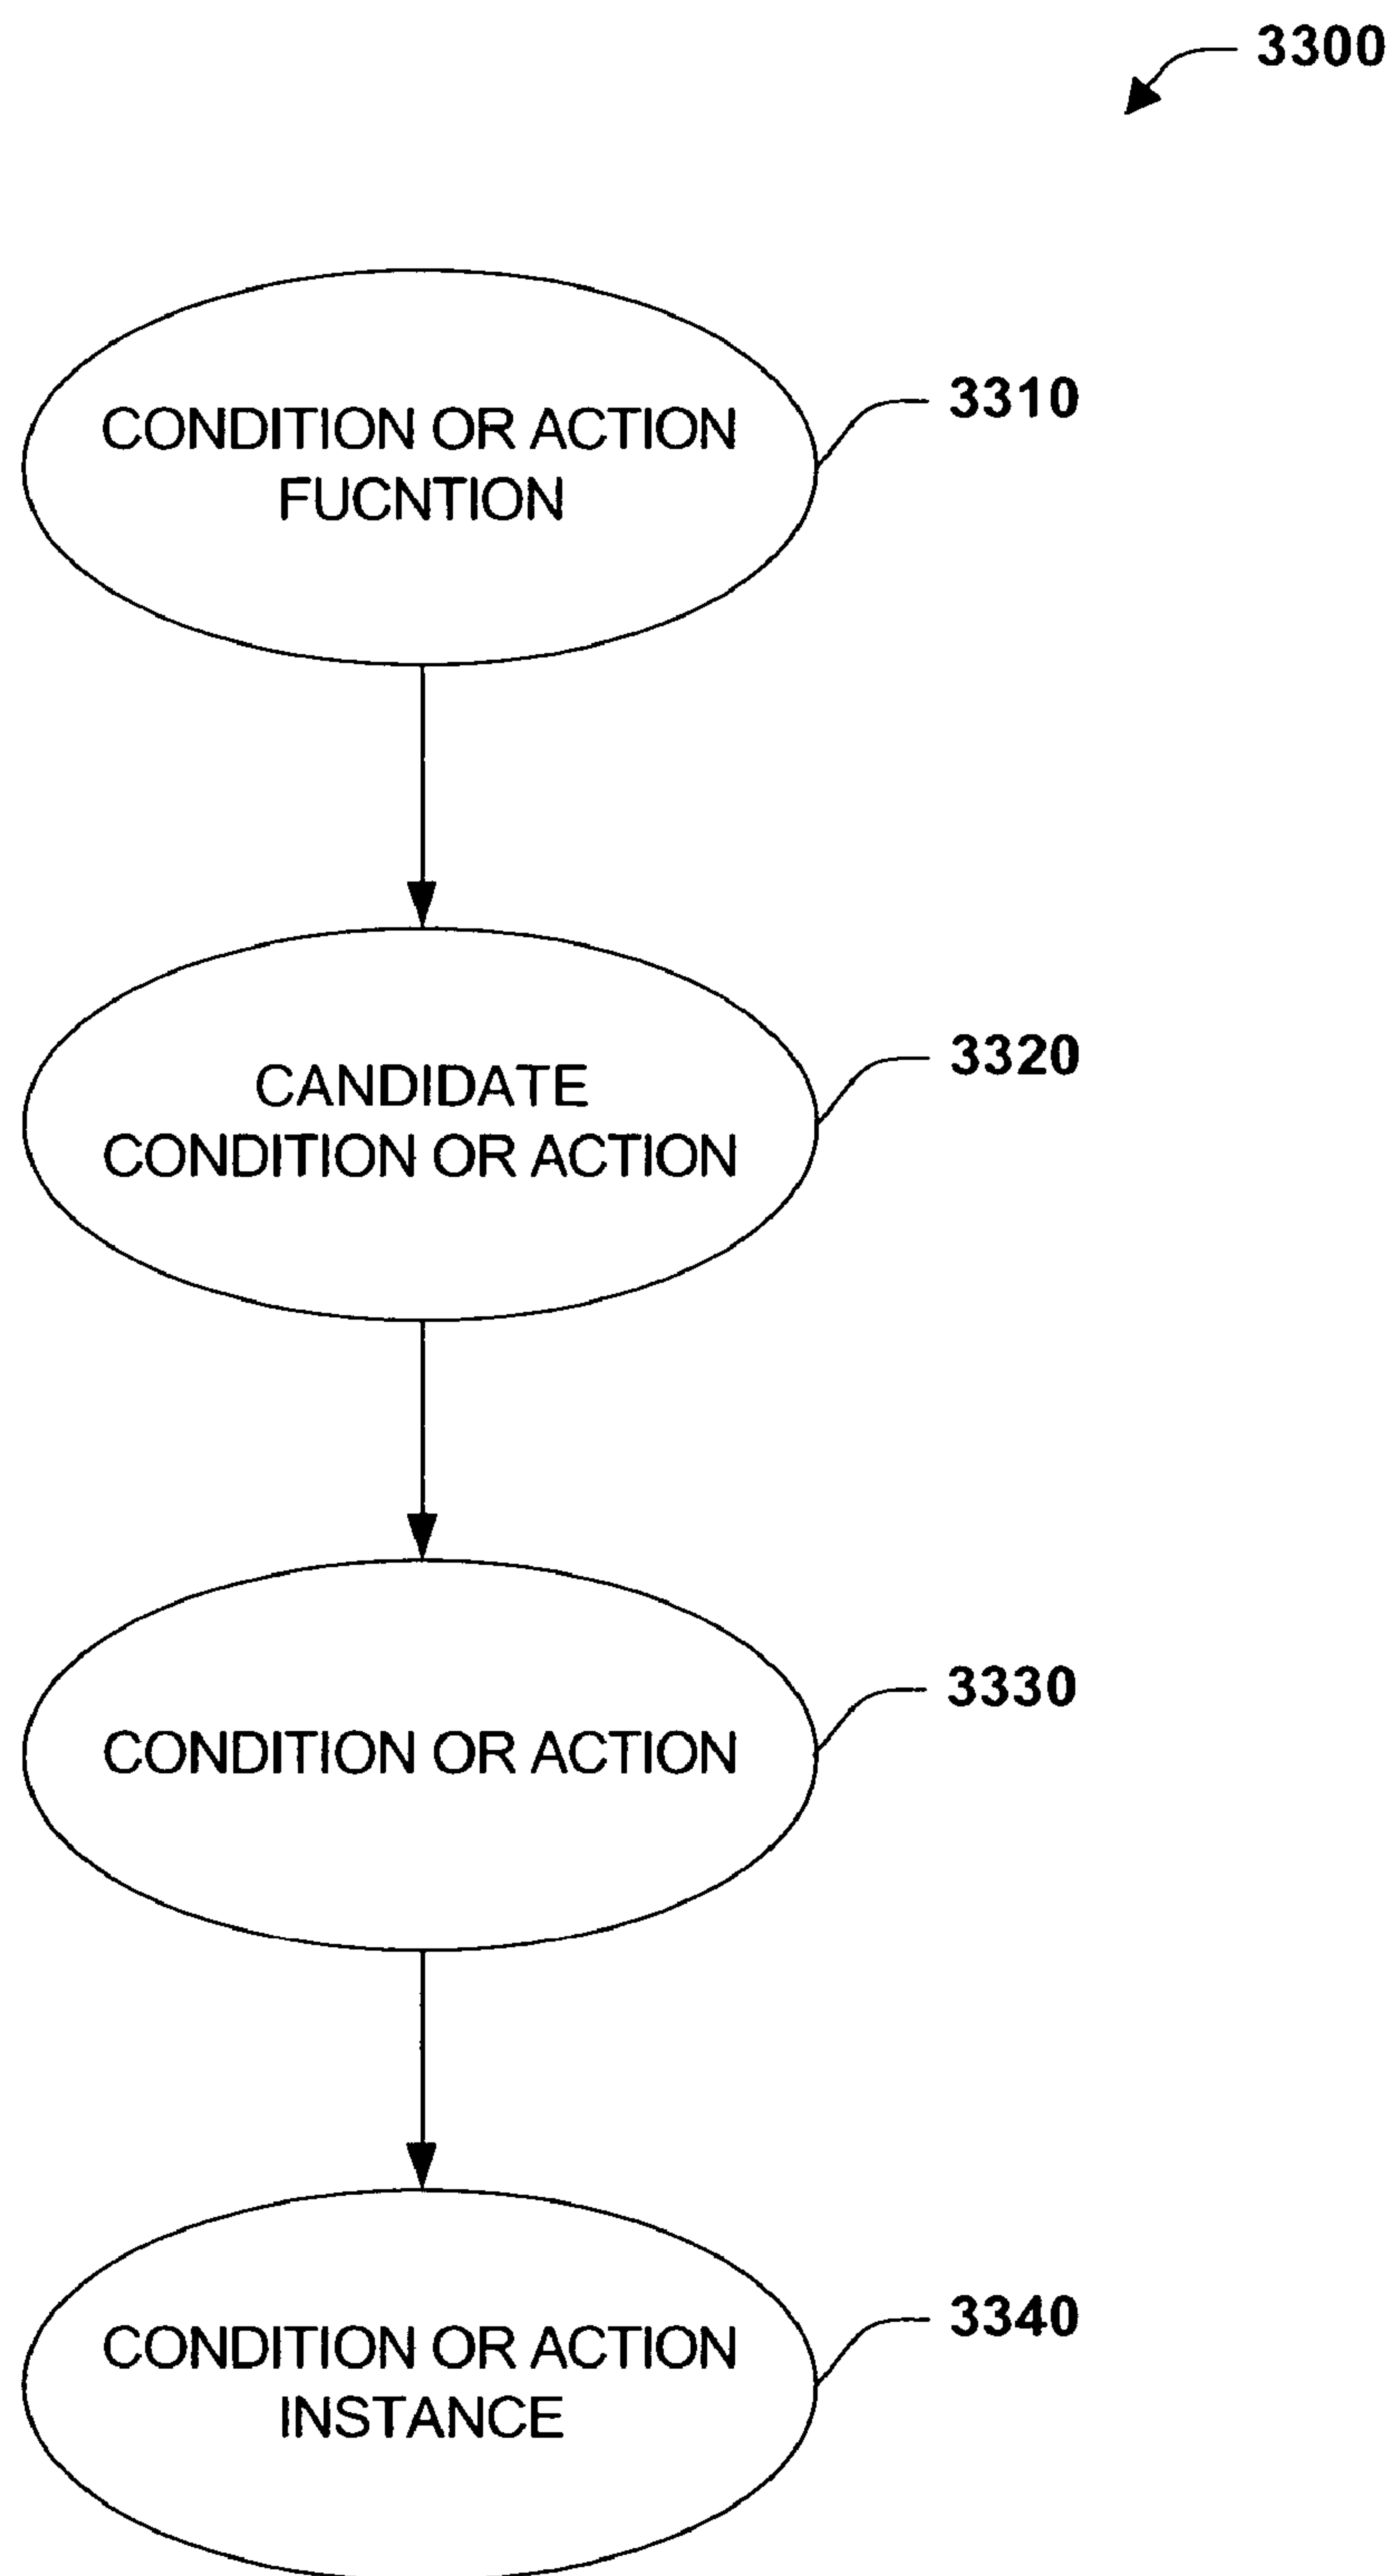 3300
CONDITION OR ACTION
FUCNTION
3310
CANDIDATE
CONDITION OR ACTION
3320
CONDITION OR ACTION
3330
CONDITION OR ACTION
INSTANCE
3340